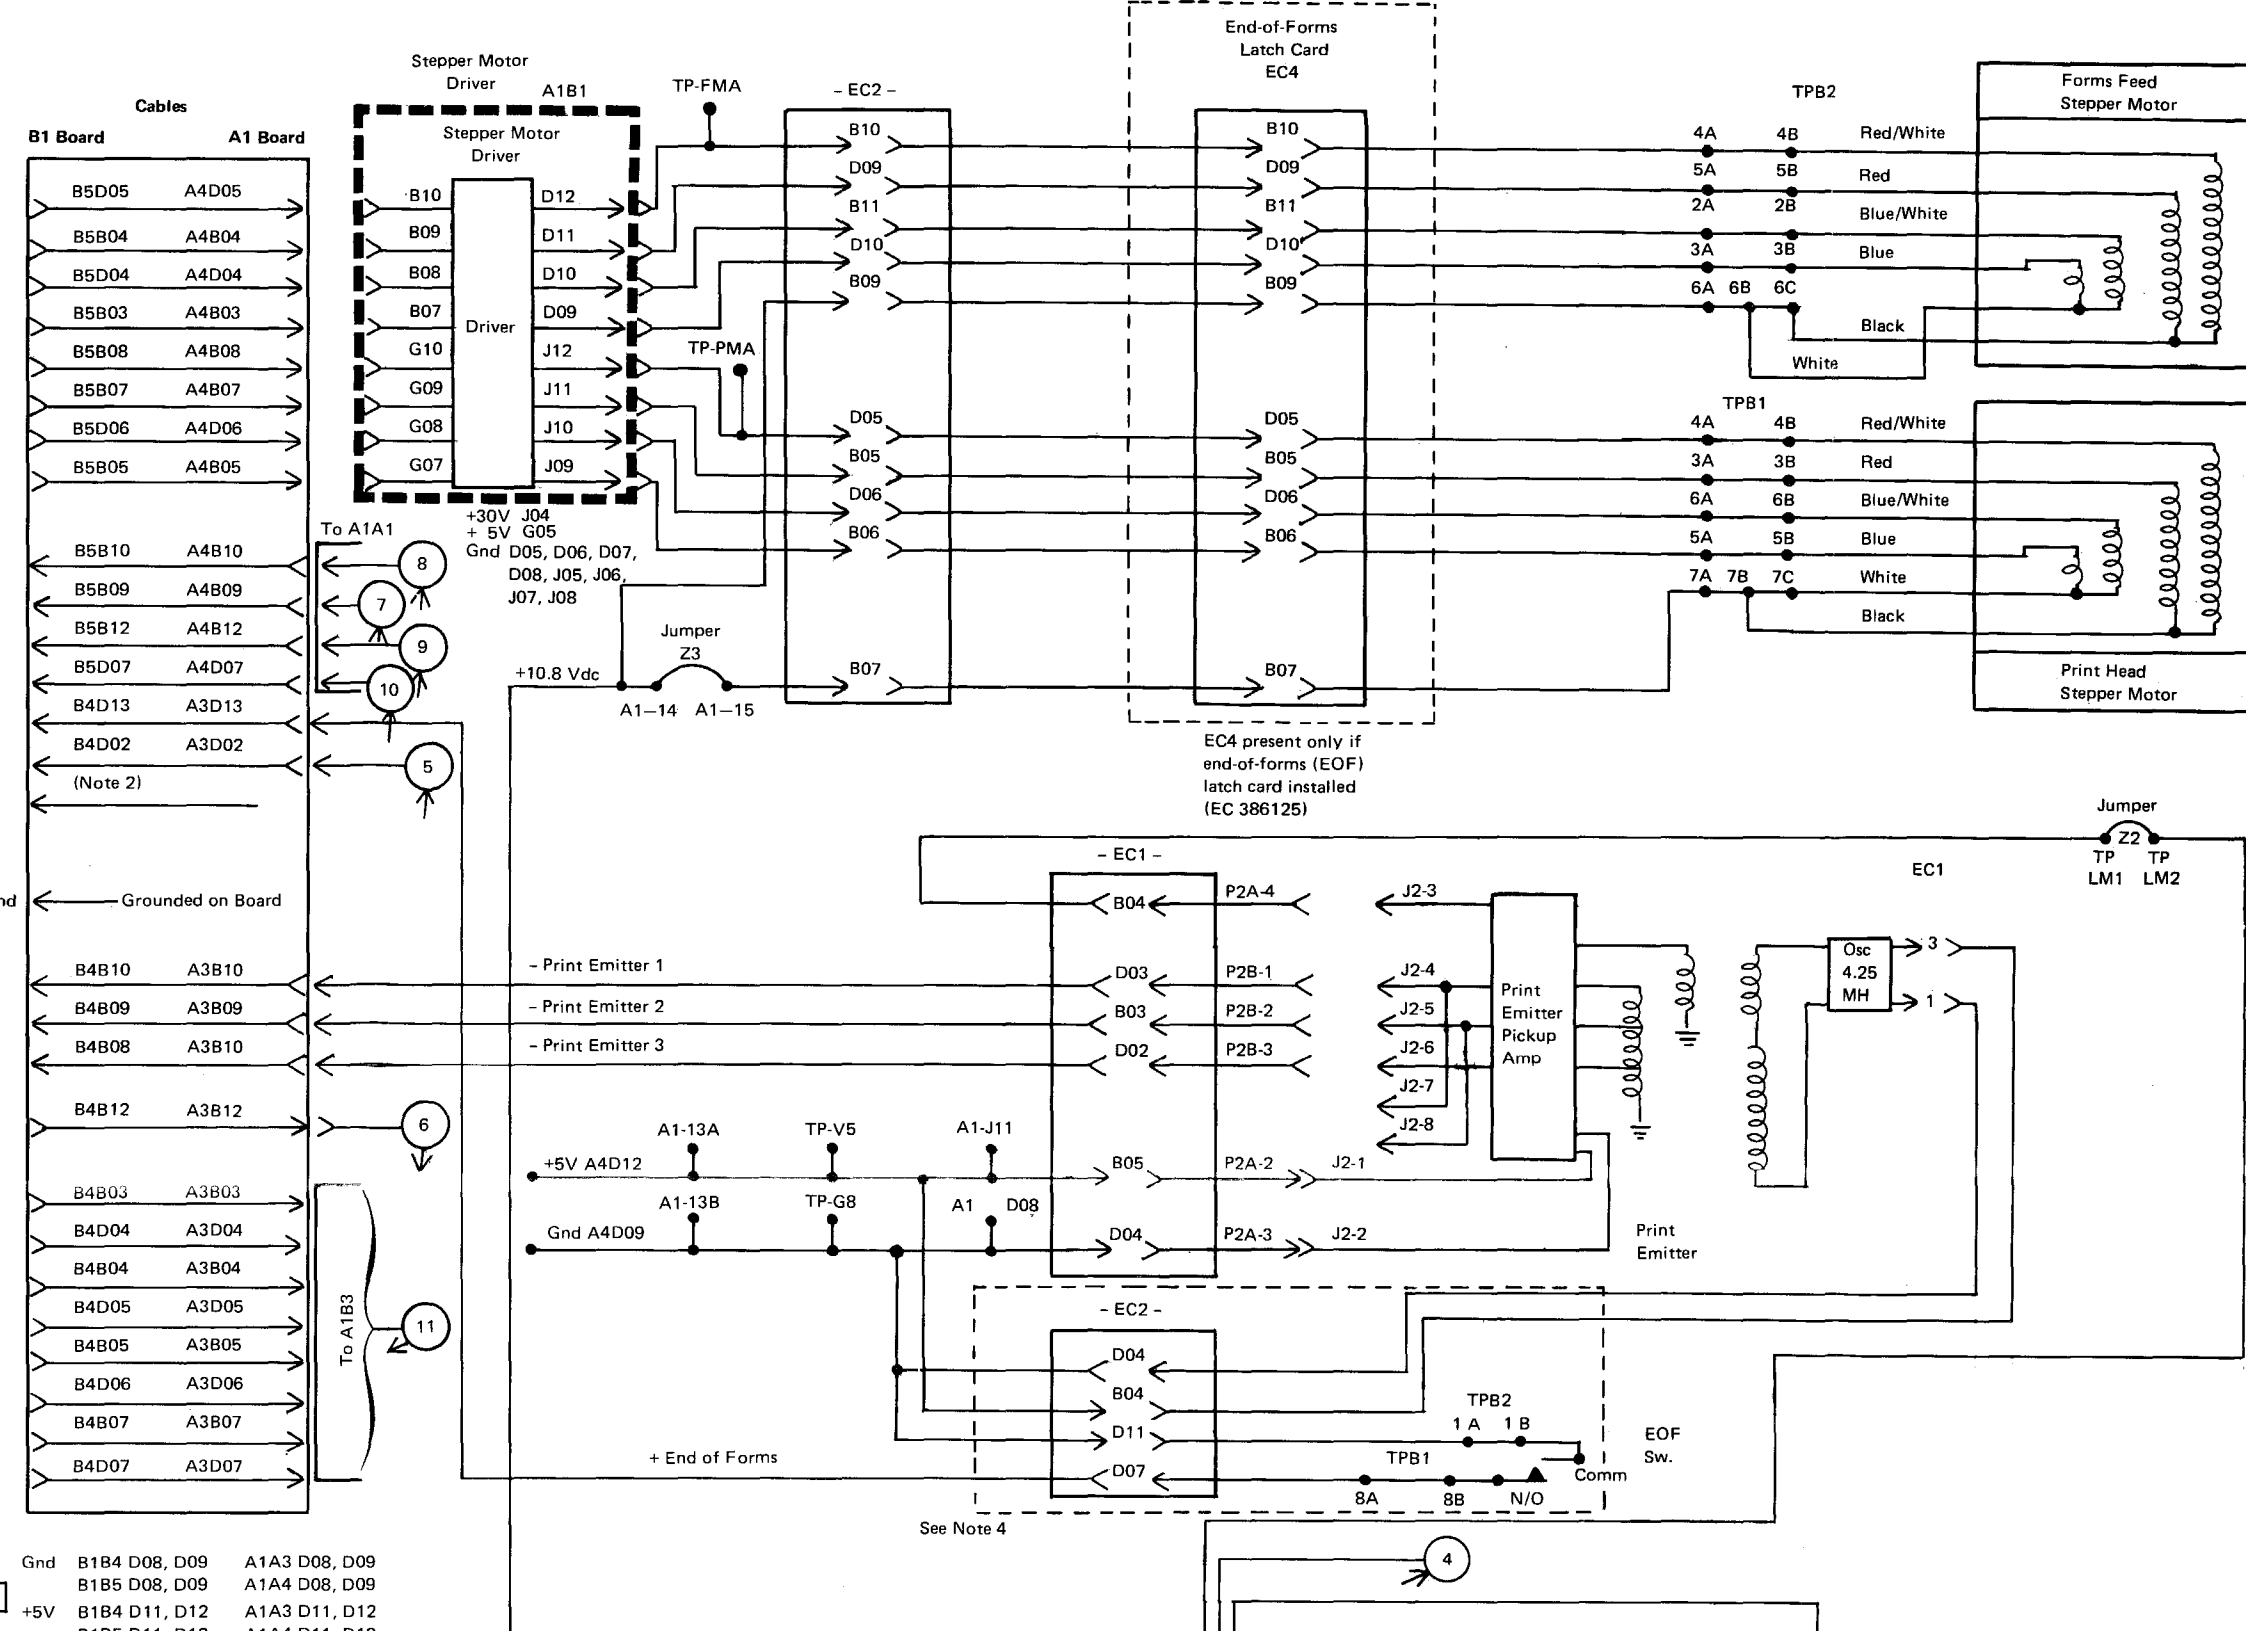 Cables
B1 Board A1 Board
B5D05 A4D05
B5B04 A4B04
B5D04 A4D04
B5B03 A4B03
B5B08 A4B08
B5B07 A4B07
B5D06 A4D06
B5B05 A4B05
B5B10 A4B10
B5B09 A4B09
B5B12 A4B12
B5D07 A4D07
B4D13 A3D13
B4D02 A3D02
(Note 2)
Grounded on Board
B4B10 A3B10
B4B09 A3B09
B4B08 A3B10
B4B12 A3B12
B4B03 A3B03
B4D04 A3D04
B4B04 A3B04
B4D05 A3D05
B4B05 A3B05
B4D06 A3D06
B4B07 A3B07
B4D07 A3D07
Gnd B1B4 D08, D09 A1A3 D08, D09
B1B5 D08, D09 A1A4 D08, D09
+5V B1B4 D11, D12 A1A3 D11, D12
Stepper Motor
Driver
A1B1
Stepper Motor
Driver
B10 D12
B09 D11
B08 D10
B07 Driver D09
G10 J12
G09 J11
G08 J10
G07 J09
+30V J04
+ 5V G05
Gnd D05, D06, D07,
D08, J05, J06,
J07, J08
To A1A1
8
7
9
10
5
6
To A1B3
11
TP-FMA
TP-PMA
+10.8 Vdc
Jumper
Z3
A1–14 A1–15
– EC2 –
B10
D09
B11
D10
B09
D05
B05
D06
B06
B07
End-of-Forms
Latch Card
EC4
B10
D09
B11
D10
B09
D05
B05
D06
B06
B07
EC4 present only if
end-of-forms (EOF)
latch card installed
(EC 386125)
TPB2
4A 4B Red/White
5A 5B Red
2A 2B Blue/White
3A 3B Blue
6A 6B 6C
Black
White
Forms Feed
Stepper Motor
TPB1
4A 4B Red/White
3A 3B Red
6A 6B Blue/White
5A 5B Blue
7A 7B 7C White
Black
Print Head
Stepper Motor
Jumper
Z2
TP TP
LM1 LM2
– EC1 –
B04 P2A-4 J2-3
– Print Emitter 1 D03 P2B-1 J2-4
– Print Emitter 2 B03 P2B-2 J2-5
– Print Emitter 3 D02 P2B-3 J2-6
J2-7
J2-8
Print
Emitter
Pickup
Amp
EC1
Osc
4.25
MH
3
1
A1-13A TP-V5 A1-J11
+5V A4D12 B05 P2A-2 J2-1
A1-13B TP-G8 A1 D08
Gnd A4D09 D04 P2A-3 J2-2
Print
Emitter
– EC2 –
D04
B04
D11
D07
+ End of Forms
TPB2
1 A 1 B
TPB1
8A 8B N/O
Comm
EOF
Sw.
See Note 4
4